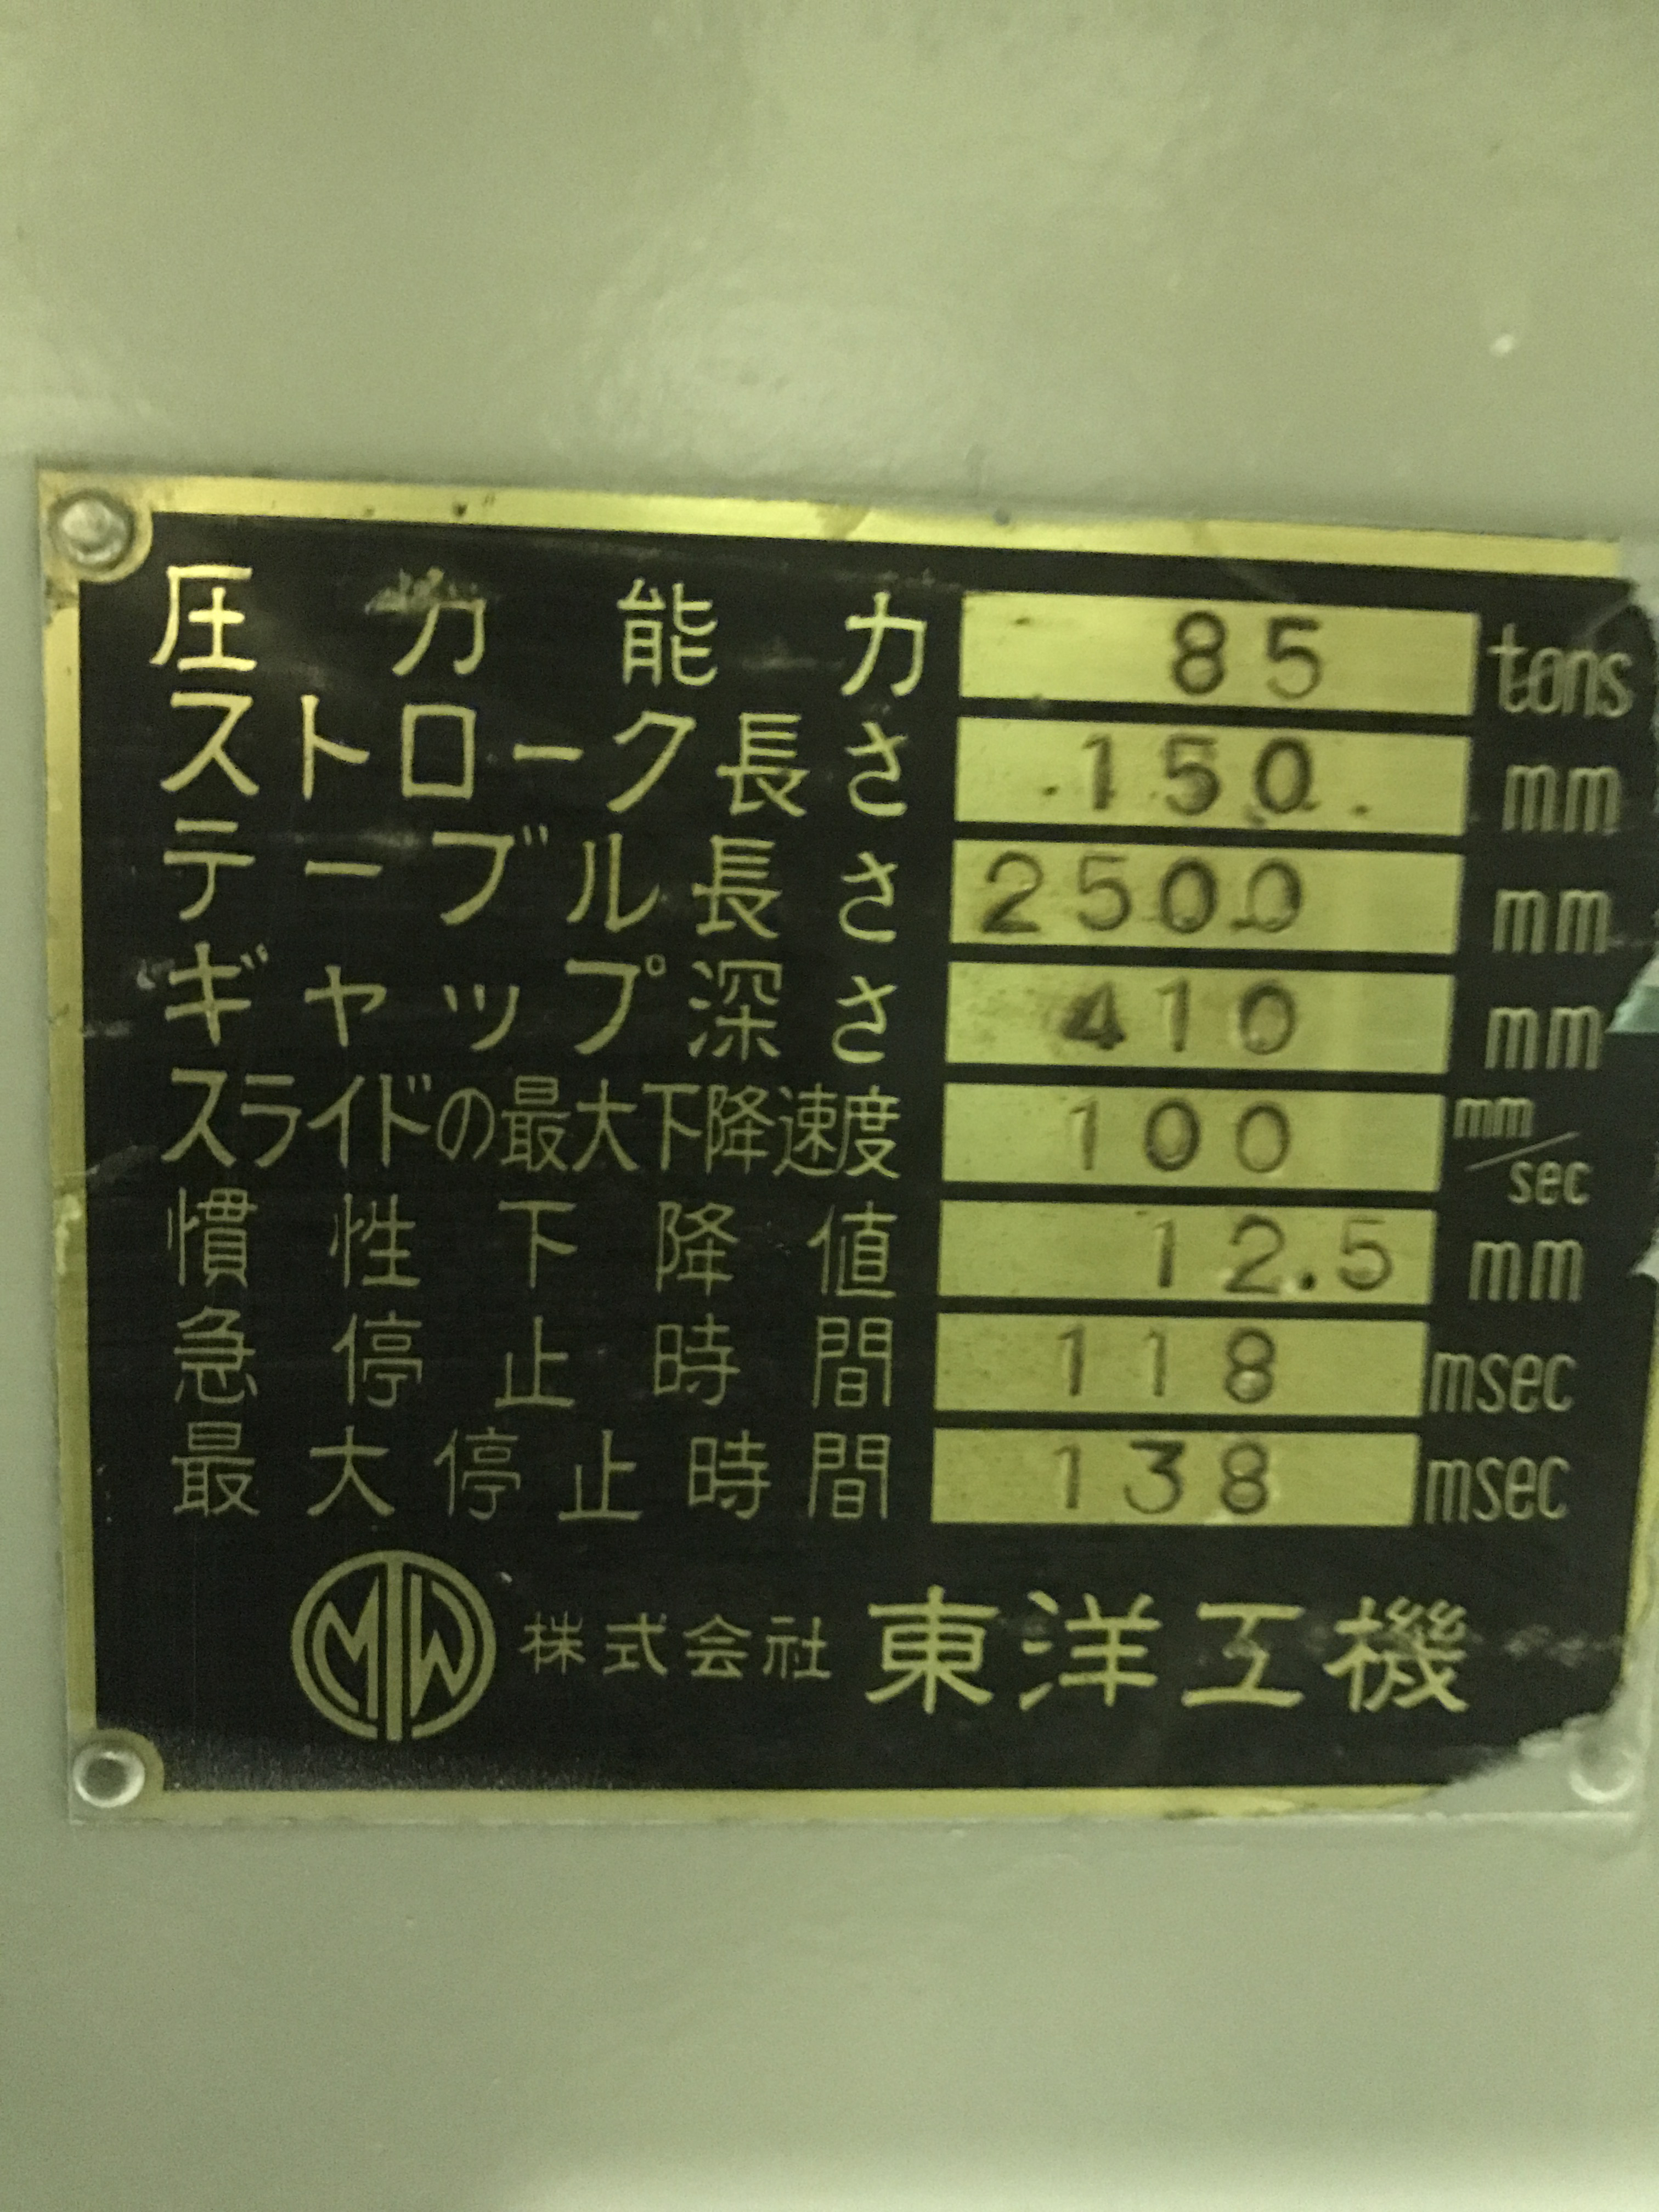 圧力能力 85 tons
ストローク長さ 150 mm
テーブル長さ 2500 mm
ギャップ深さ 410 mm
スライドの最大下降速度 100 mm/sec
慣性下降値 12.5 mm
急停止時間 118 msec
最大停止時間 138 msec
MTW 株式会社 東洋工機